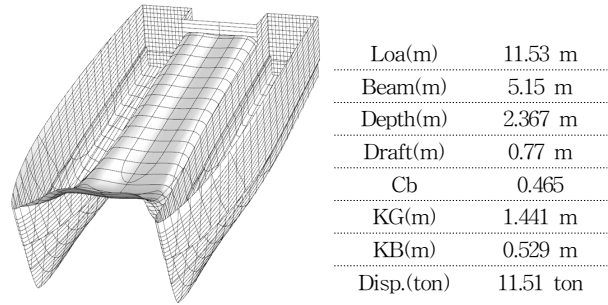 Loa(m) 11.53 m
Beam(m) 5.15 m
Depth(m) 2.367 m
Draft(m) 0.77 m
Cb 0.465
KG(m) 1.441 m
KB(m) 0.529 m
Disp.(ton) 11.51 ton